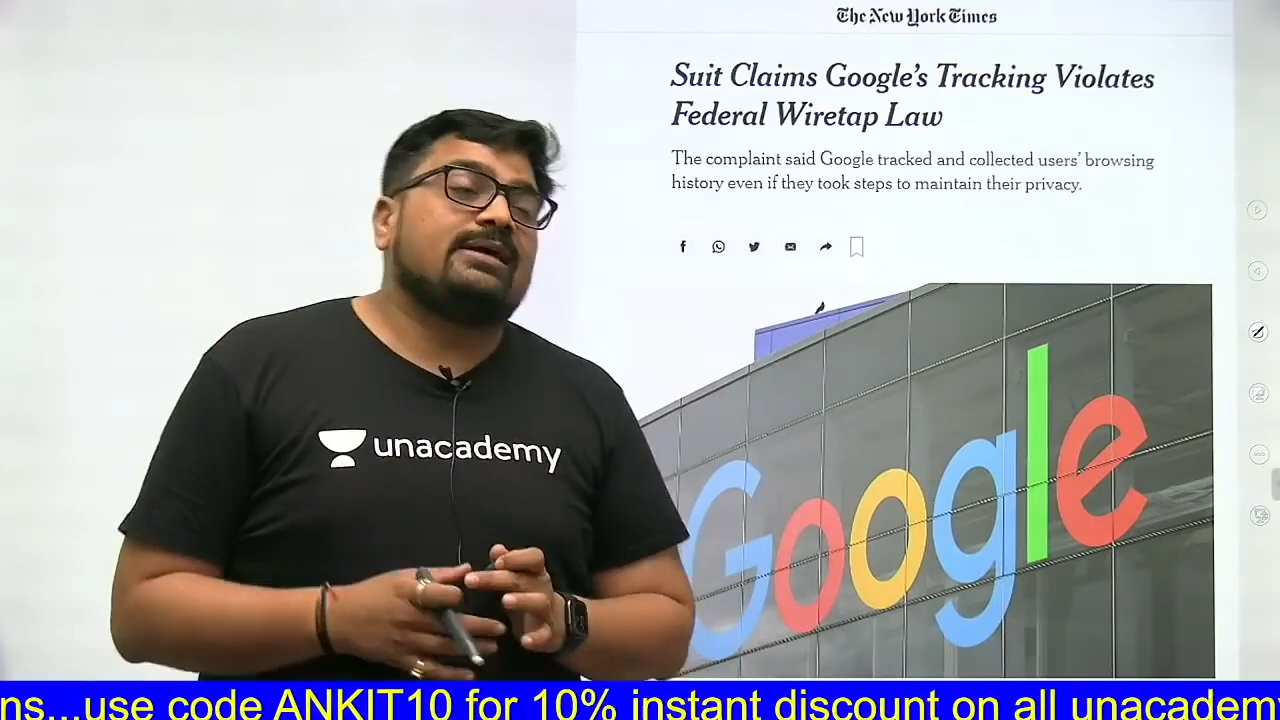 The New York Times
Suit Claims Google's Tracking Violates
Federal Wiretap Law
The complaint said Google tracked and collected users' browsing
history even if they took steps to maintain their privacy.
unacademy
Google
ns...use code ANKIT10 for 10% instant discount on all unacadem